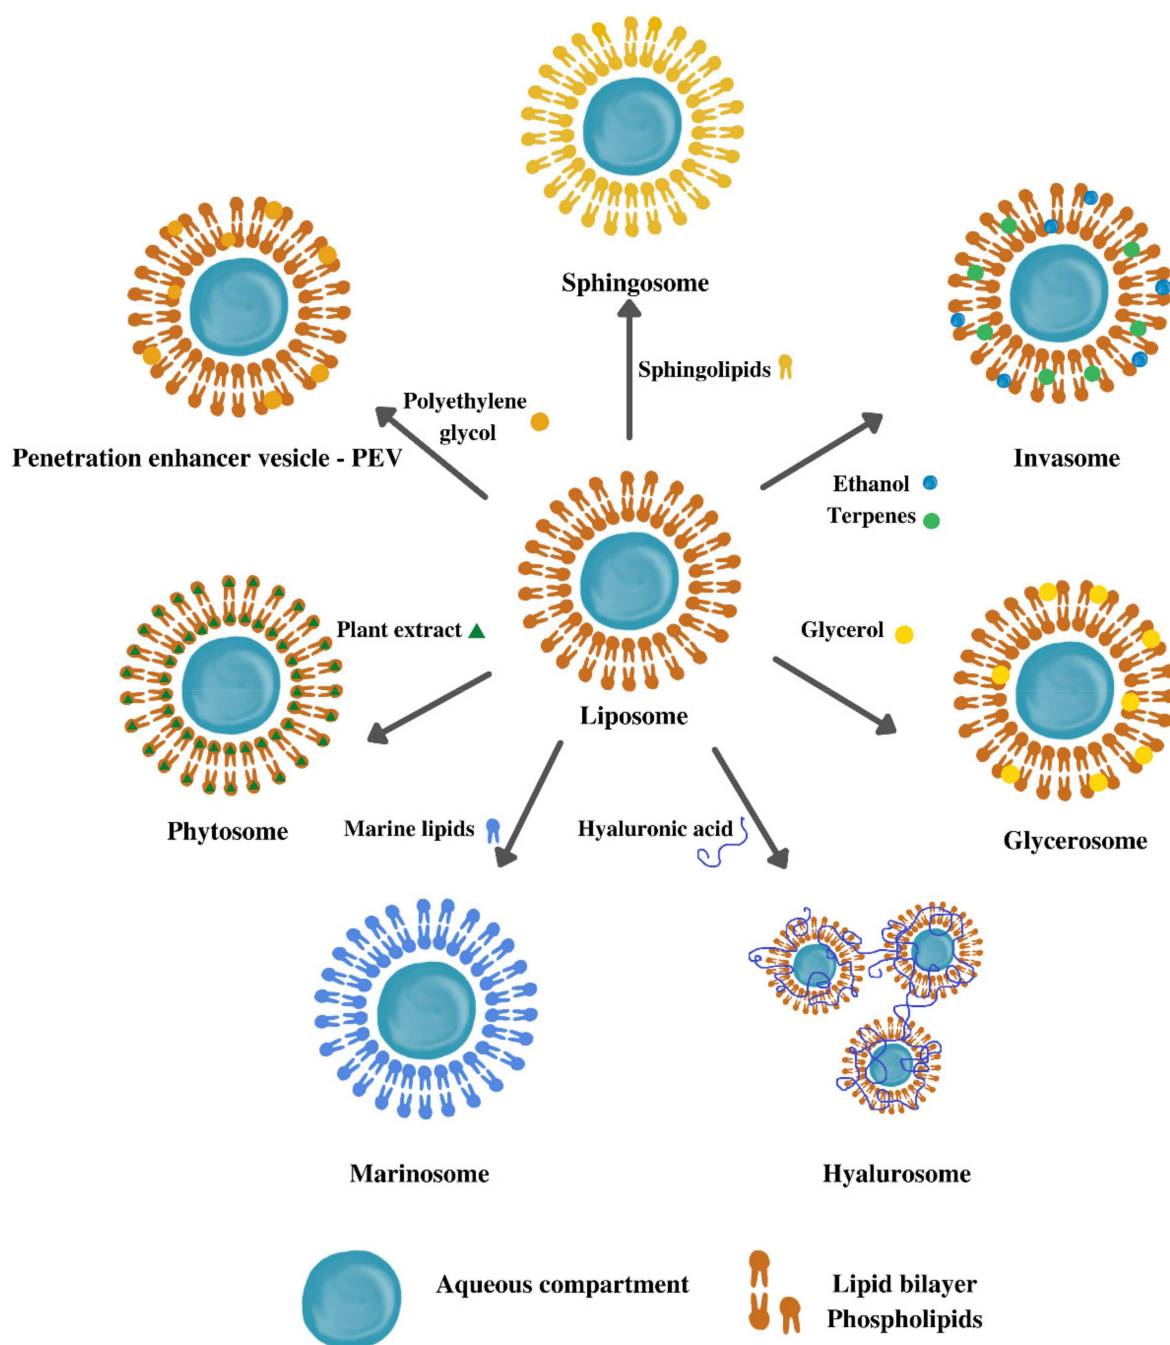 Sphingosome
Sphingolipids
Polyethylene
glycol
Penetration enhancer vesicle - PEV
Invasome
Ethanol
Terpenes
Plant extract
Glycerol
Liposome
Phytosome
Marine lipids
Hyaluronic acid
Glycerosome
Marinosome
Hyalurosome
Aqueous compartment
Lipid bilayer
Phospholipids